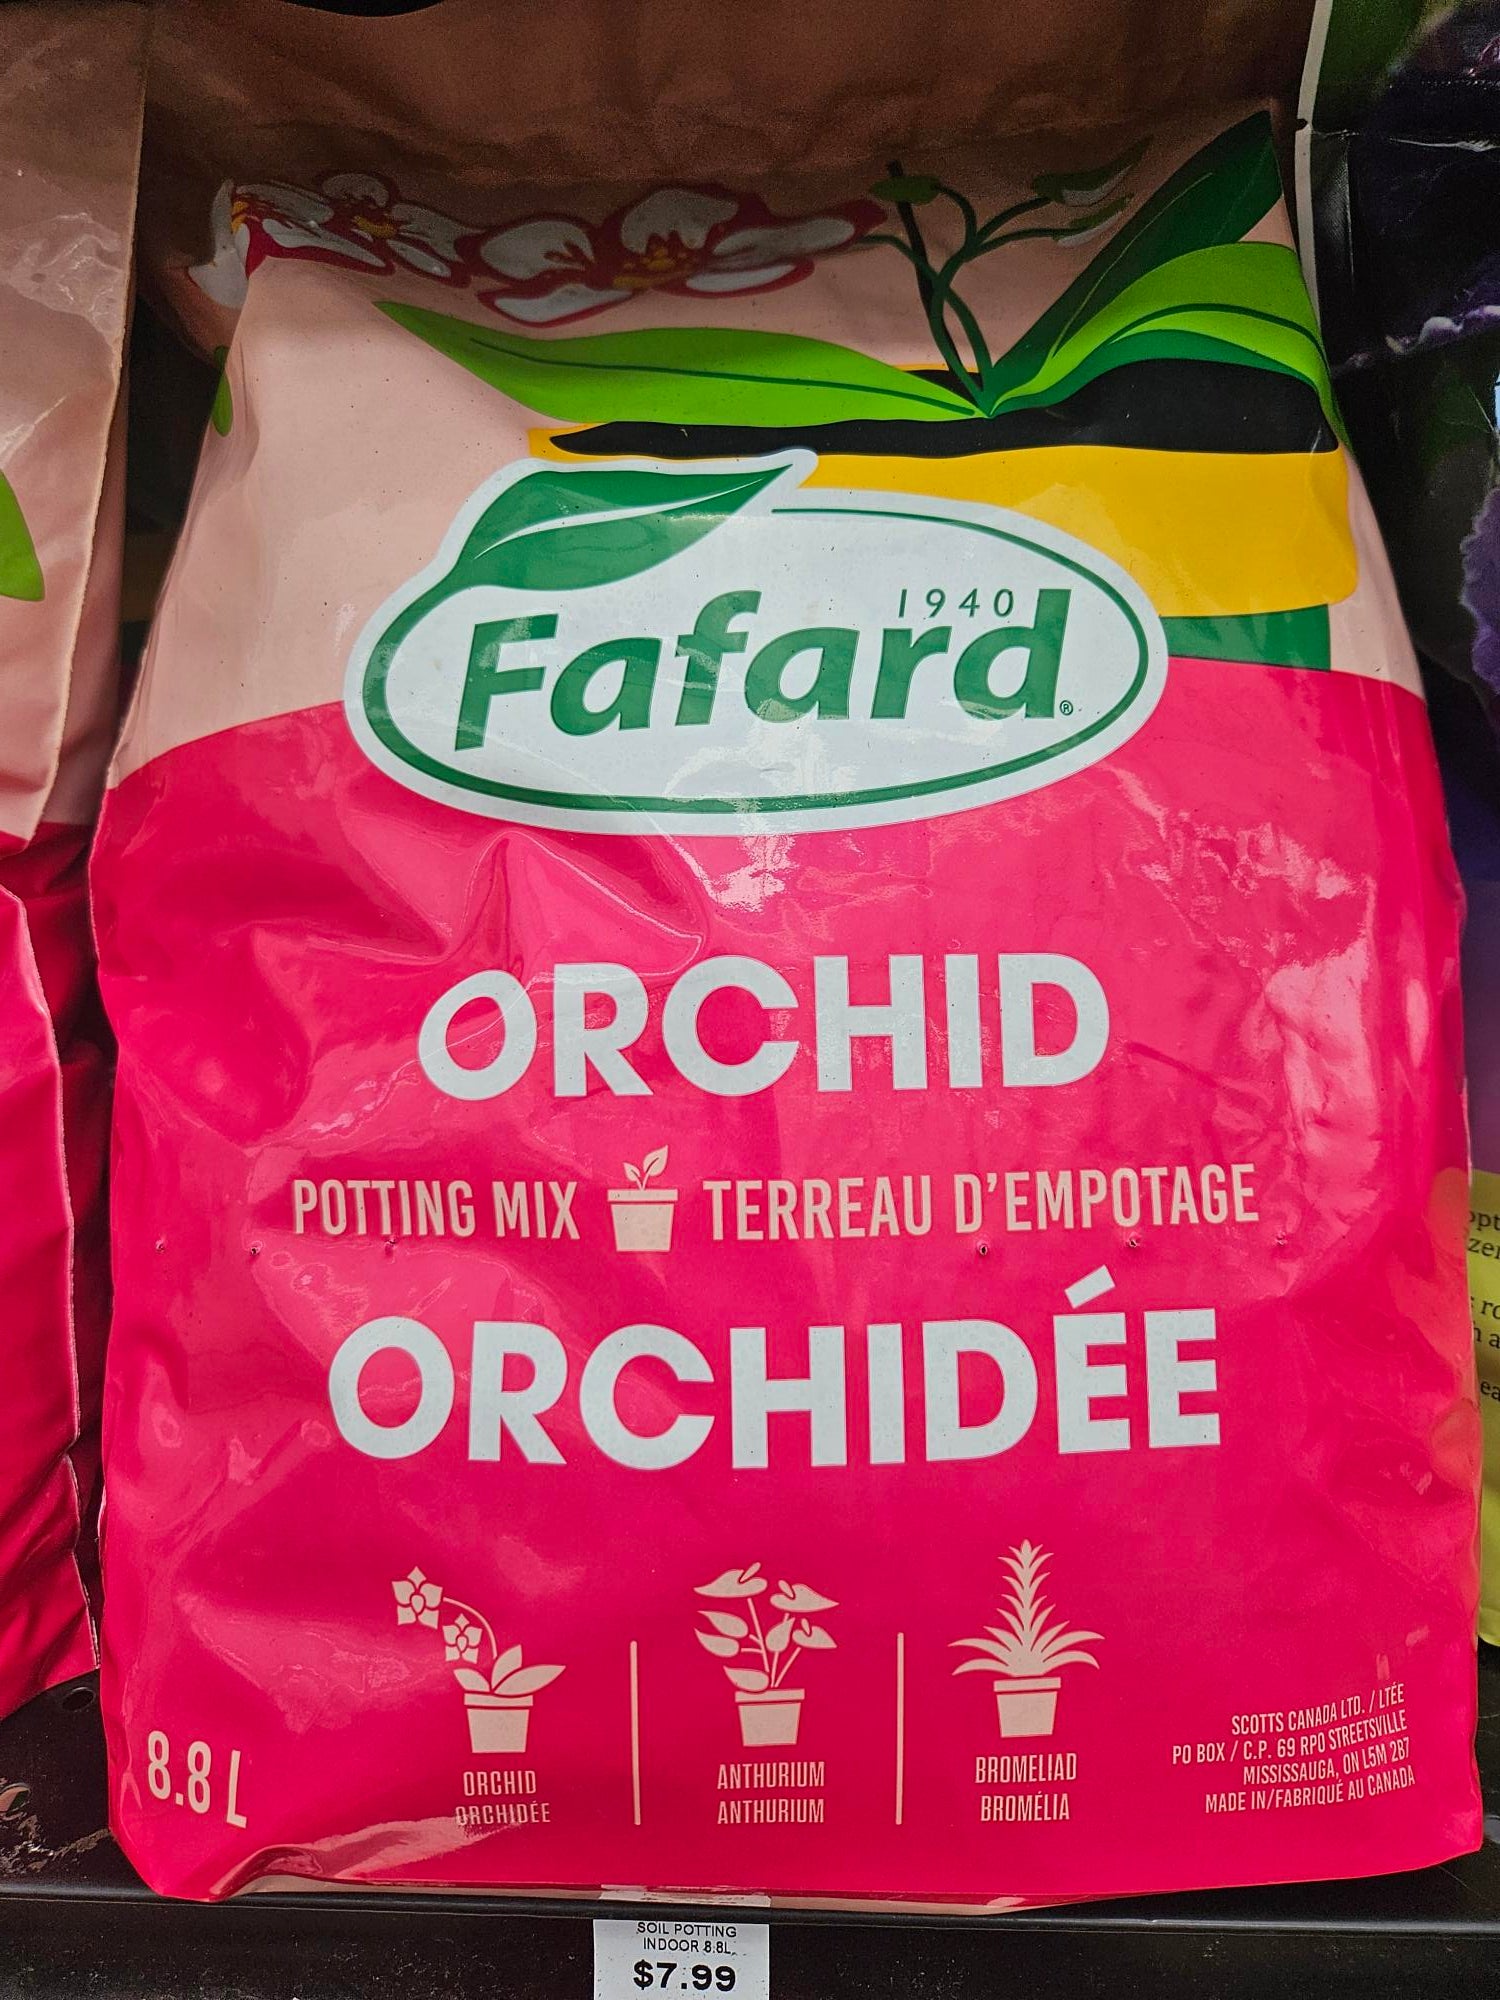 1940
Fafard®
ORCHID
POTTING MIX TERREAU D'EMPOTAGE
ORCHIDÉE
ORCHID
ORCHIDÉE
ANTHURIUM
ANTHURIUM
BROMELIAD
BROMÉLIA
8.8 L
SCOTTS CANADA LTD. / LTÉE
PO BOX / C.P. 69 RPO STREETSVILLE
MISSISSAUGA, ON L5M 2B7
MADE IN/FABRIQUÉ AU CANADA
SOIL POTTING
INDOOR 8.8L
$7.99